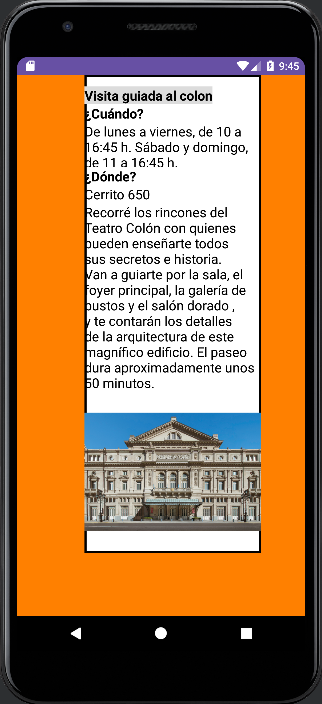 9:45
Visita guiada al colon
¿Cuándo?
De lunes a viernes, de 10 a
16:45 h. Sábado y domingo,
de 11 a 16:45 h.
¿Dónde?
Cerrito 650
Recorré los rincones del
Teatro Colón con quienes
pueden enseñarte todos
sus secretos e historia.
Van a guiarte por la sala, el
foyer principal, la galería de
bustos y el salón dorado ,
y te contarán los detalles
de la arquitectura de este
magnífico edificio. El paseo
dura aproximadamente unos
50 minutos.